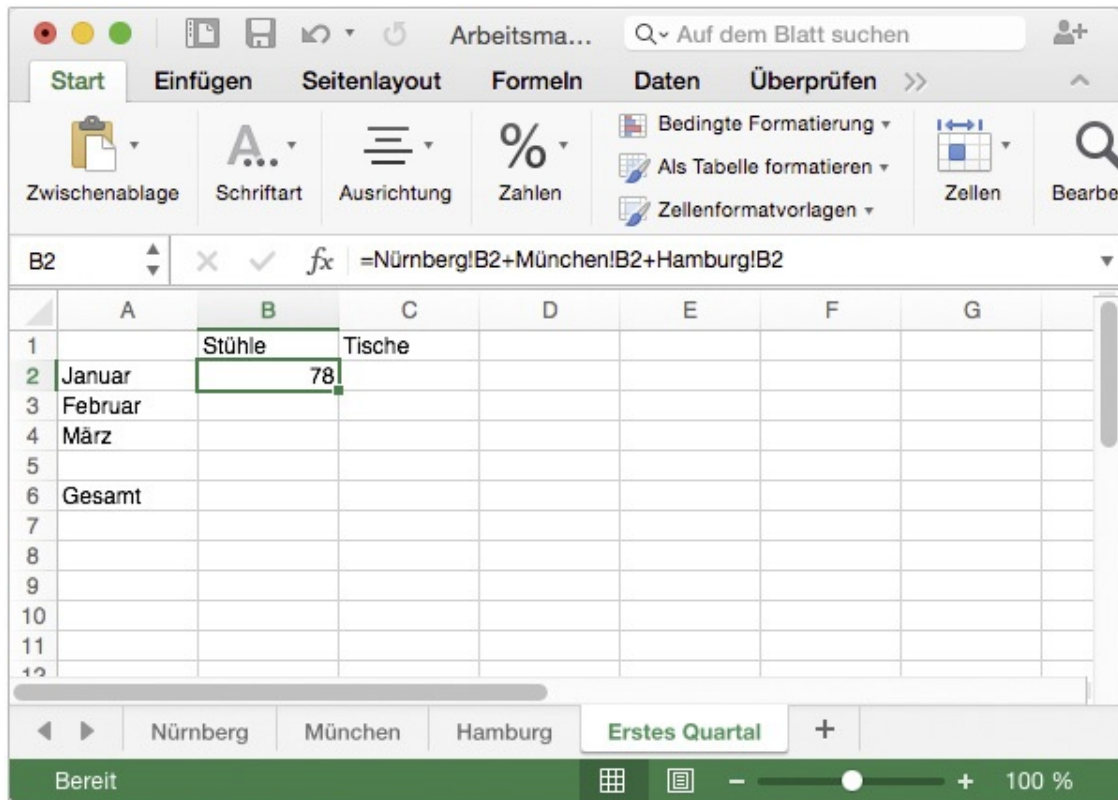 Arbeitsma... Auf dem Blatt suchen
Start Einfügen Seitenlayout Formeln Daten Überprüfen
A...
%
Bedingte Formatierung
Als Tabelle formatieren
Zellenformatvorlagen
Zwischenablage Schriftart Ausrichtung Zahlen Zellen Bearbe
B2 fx =Nürnberg!B2+München!B2+Hamburg!B2
A B C D E F G
1 Stühle Tische
2 Januar 78
3 Februar
4 März
5
6 Gesamt
7
8
9
10
11
12
Nürnberg München Hamburg Erstes Quartal +
Bereit − + 100 %